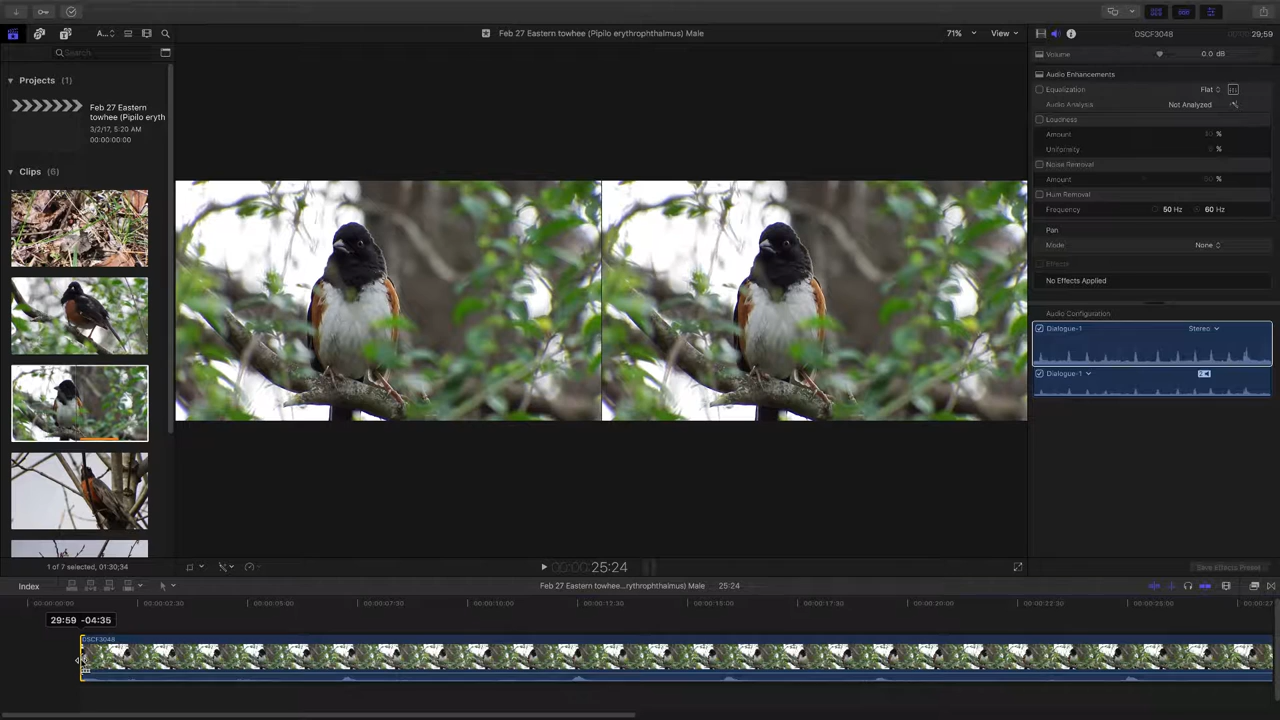 A...
Feb 27 Eastern towhee (Pipilo erythrophthalmus) Male
71%
View
DSCF3048
29;59
Search
Projects (1)
Feb 27 Eastern
towhee (Pipilo eryth
3/2/17, 5:20 AM
00:00:00:00
Clips (6)
1 of 7 selected, 01:30;34
Volume
0.0 dB
Audio Enhancements
Equalization
Flat
Audio Analysis
Not Analyzed
Loudness
Amount
%
Uniformity
%
Noise Removal
Amount
%
Hum Removal
Frequency
50 Hz
60 Hz
Pan
Mode
None
Effects
No Effects Applied
Audio Configuration
Dialogue-1
Stereo
Dialogue-1
Save Effects Preset
00:00:25:24
Index
Feb 27 Eastern towhee...rythrophthalmus) Male
25:24
00:00:00:00
00:00:02:30
00:00:05:00
00:00:07:30
00:00:10:00
00:00:12:30
00:00:15:00
00:00:17:30
00:00:20:00
00:00:22:30
00:00:25:00
29:59 -04:35
DSCF3048